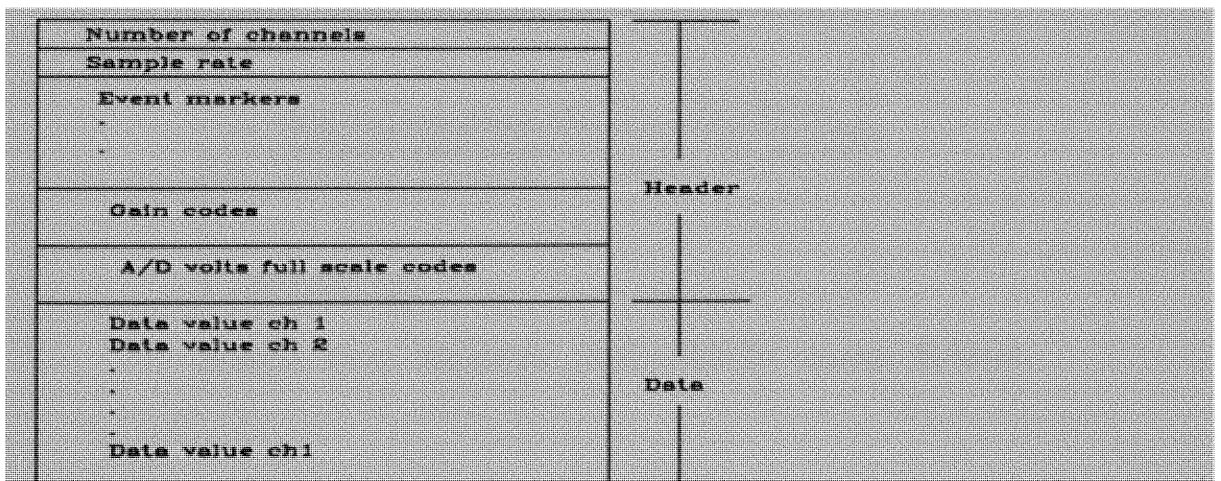 Number of channels
Sample rate
Event markers
.
.
Header
Gain codes
A/D volts full scale codes
Data value ch 1
Data value ch 2
.
.
Data
.
.
Data value ch1